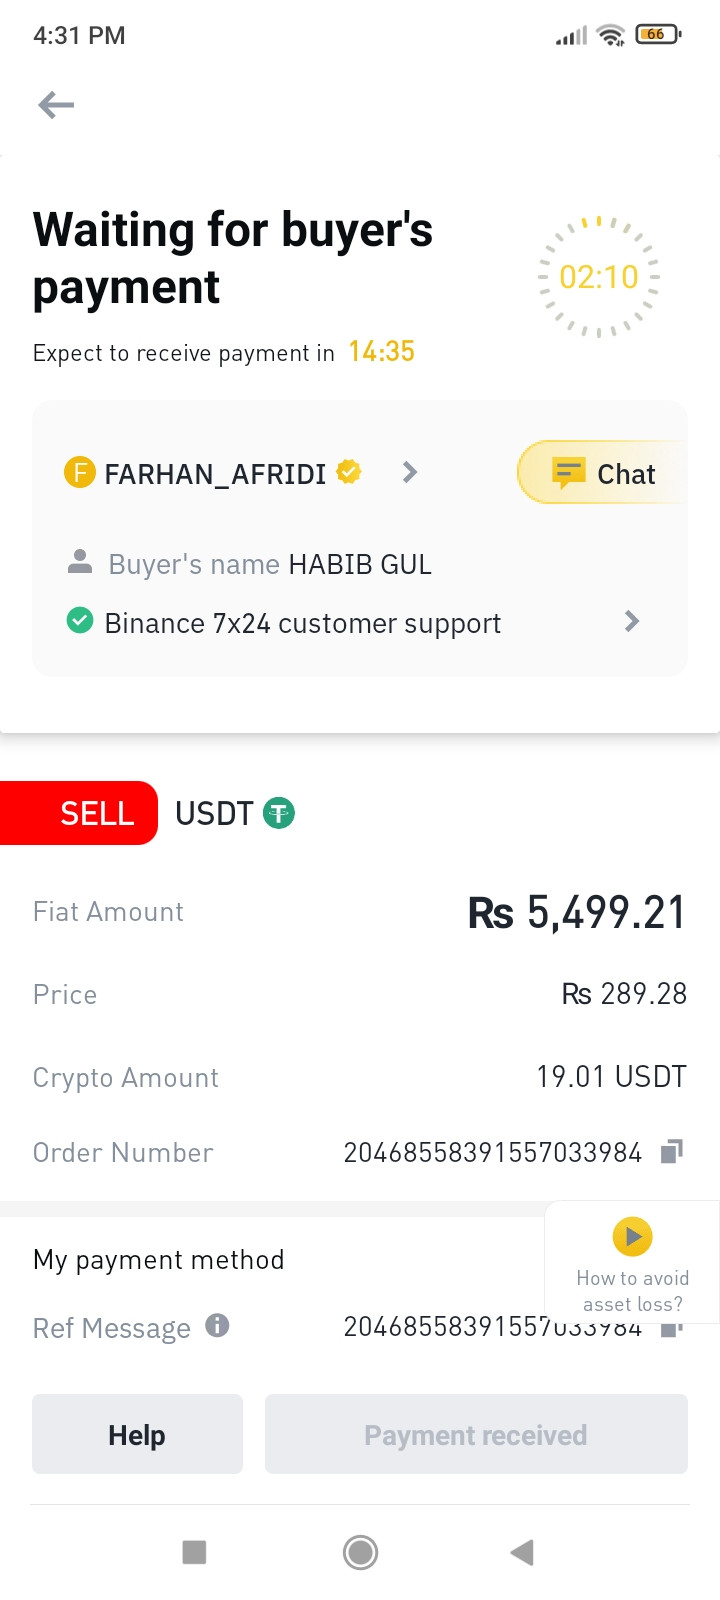 4:31 PM
66
Waiting for buyer's
payment
02:10
Expect to receive payment in 14:35
F FARHAN_AFRIDI
Chat
Buyer's name HABIB GUL
Binance 7x24 customer support
SELL USDT
Fiat Amount Rs 5,499.21
Price Rs 289.28
Crypto Amount 19.01 USDT
Order Number 20468558391557033984
My payment method
How to avoid
asset loss?
Ref Message 20468558391557033984
Help
Payment received